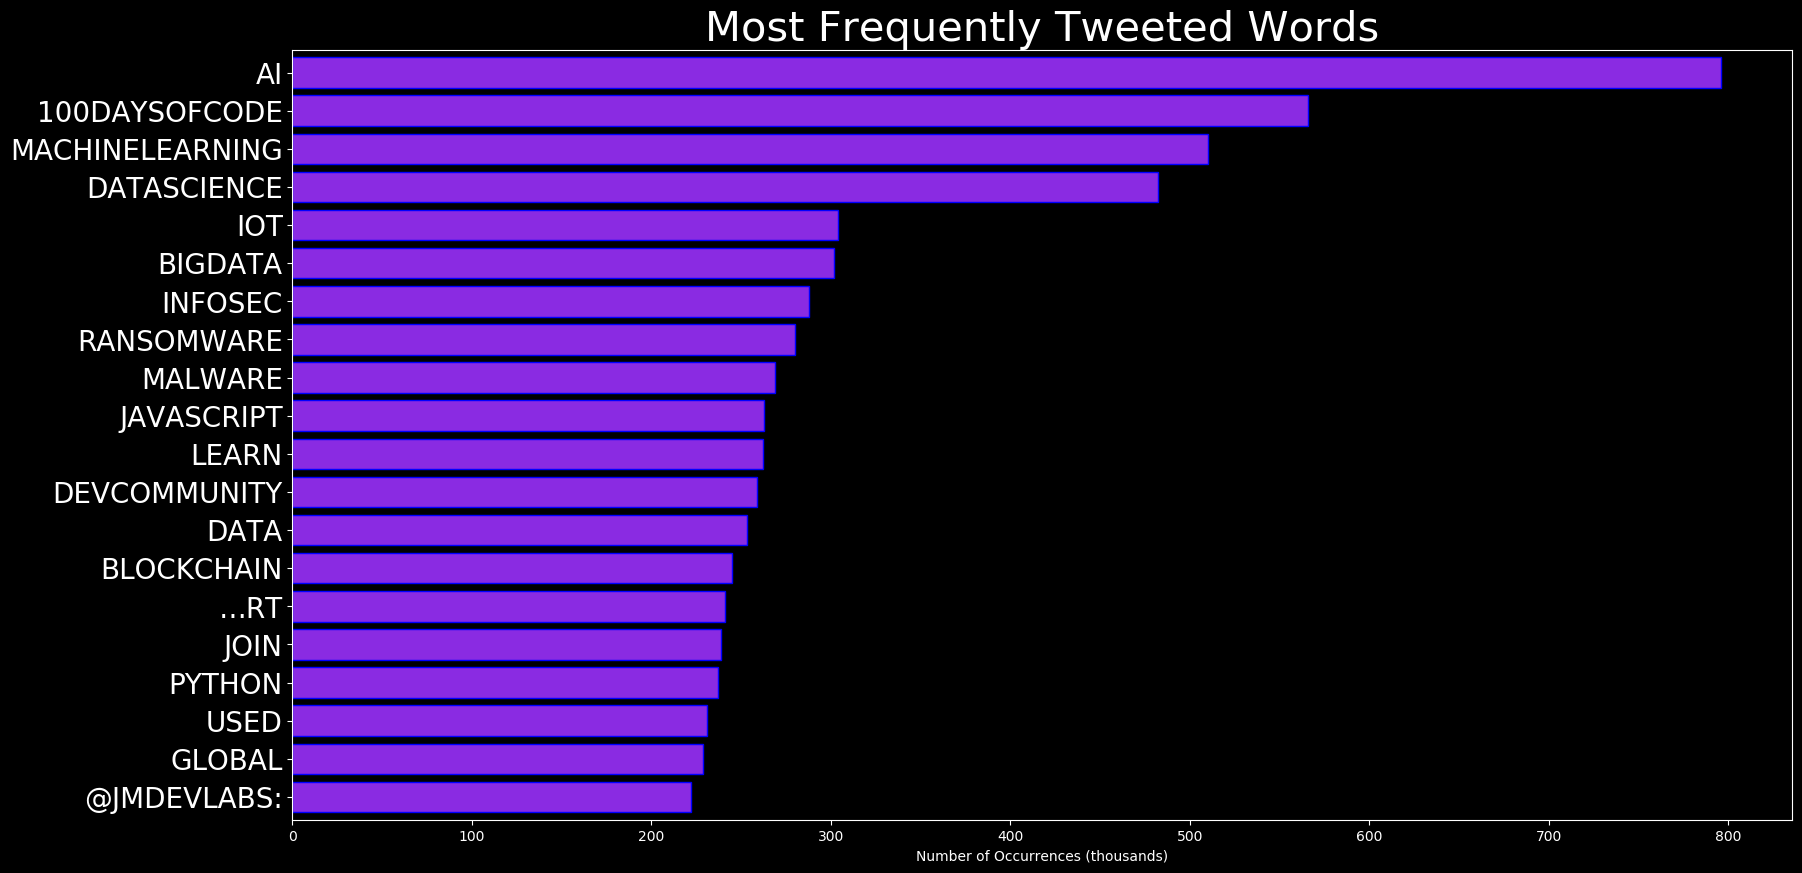 Most Frequently Tweeted Words
AI
100DAYSOFCODE
MACHINELEARNING
DATASCIENCE
IOT
BIGDATA
INFOSEC
RANSOMWARE
MALWARE
JAVASCRIPT
LEARN
DEVCOMMUNITY
DATA
BLOCKCHAIN
…RT
JOIN
PYTHON
USED
GLOBAL
@JMDEVLABS:
0 100 200 300 400 500 600 700 800
Number of Occurrences (thousands)